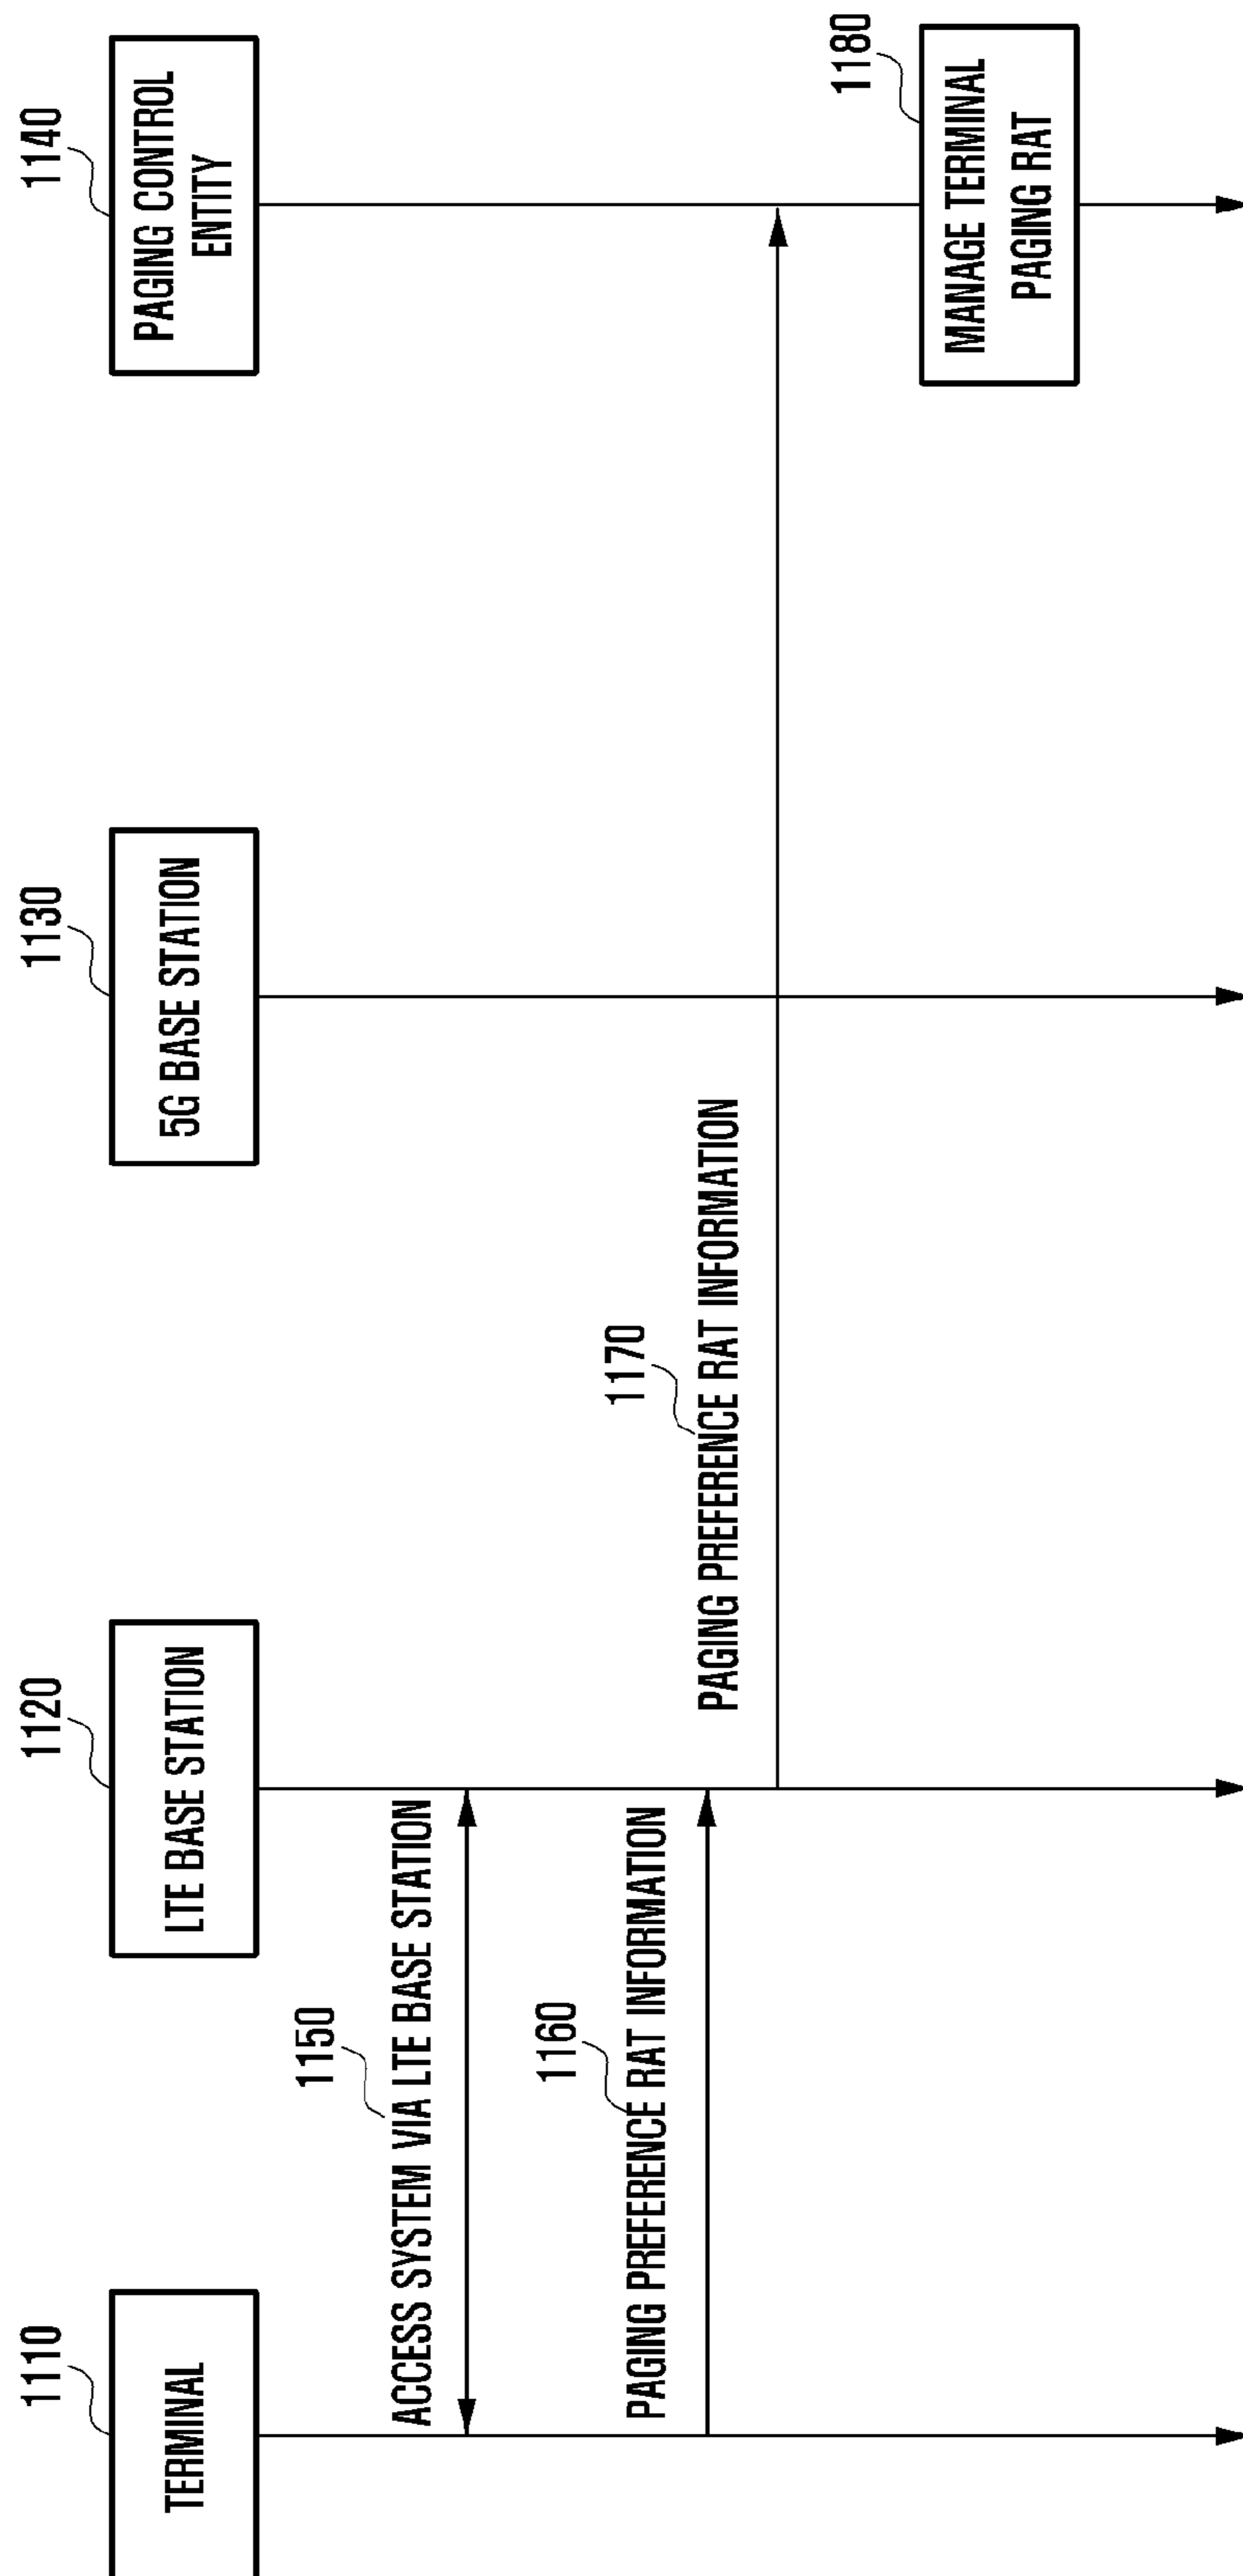 1110
1120
1130
1140
TERMINAL
LTE BASE STATION
5G BASE STATION
PAGING CONTROL
ENTITY
1150
ACCESS SYSTEM VIA LTE BASE STATION
1160
PAGING PREFERENCE RAT INFORMATION
1170
PAGING PREFERENCE RAT INFORMATION
1180
MANAGE TERMINAL
PAGING RAT